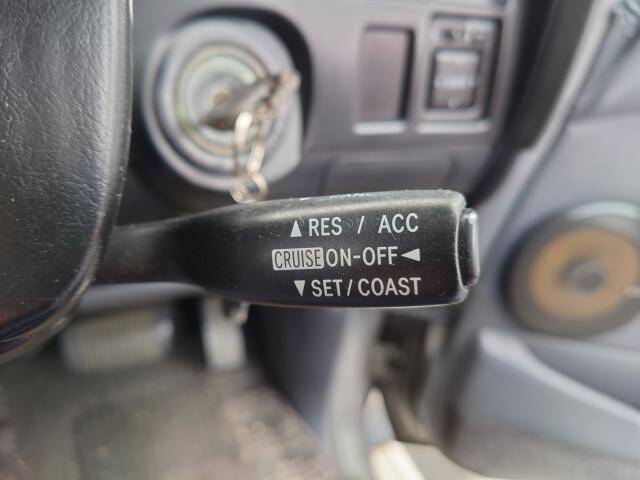 ▲RES / ACC
CRUISE ON-OFF◄
▼SET/COAST